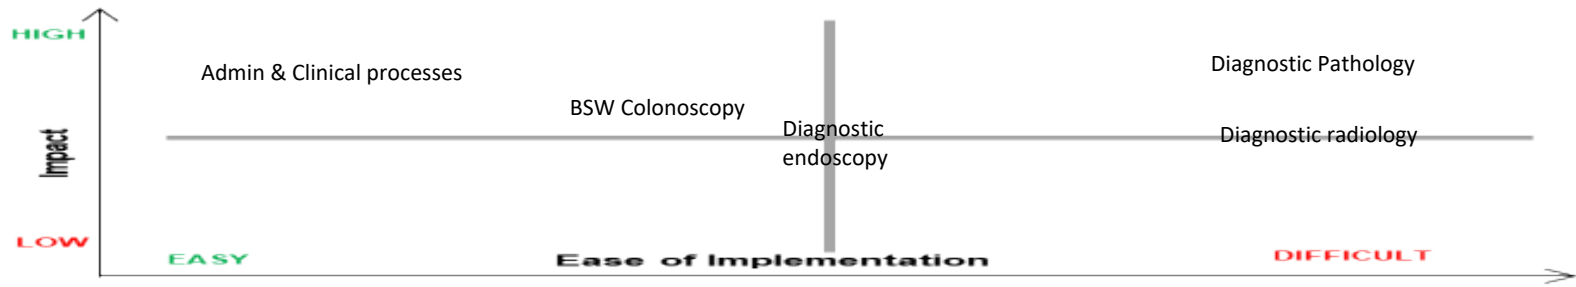 HIGH
Admin & Clinical processes
Diagnostic Pathology
BSW Colonoscopy
Diagnostic
endoscopy
Diagnostic radiology
Impact
LOW
EASY
Ease of Implementation
DIFFICULT